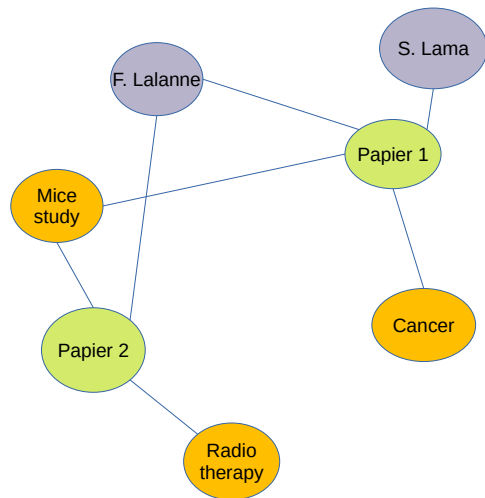 S. Lama
F. Lalanne
Papier 1
Mice
study
Cancer
Papier 2
Radio
therapy